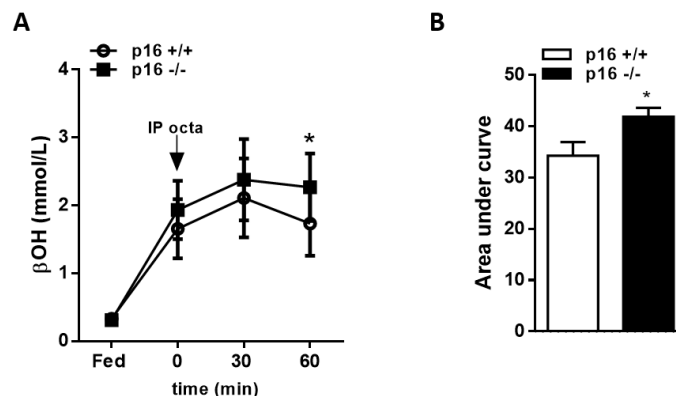 A
p16 +/+
p16 -/-
4
3
2
1
0
βOH (mmol/L)
IP octa
*
Fed
0
30
60
time (min)
B
p16 +/+
p16 -/-
50
40
30
20
10
0
Area under curve
*